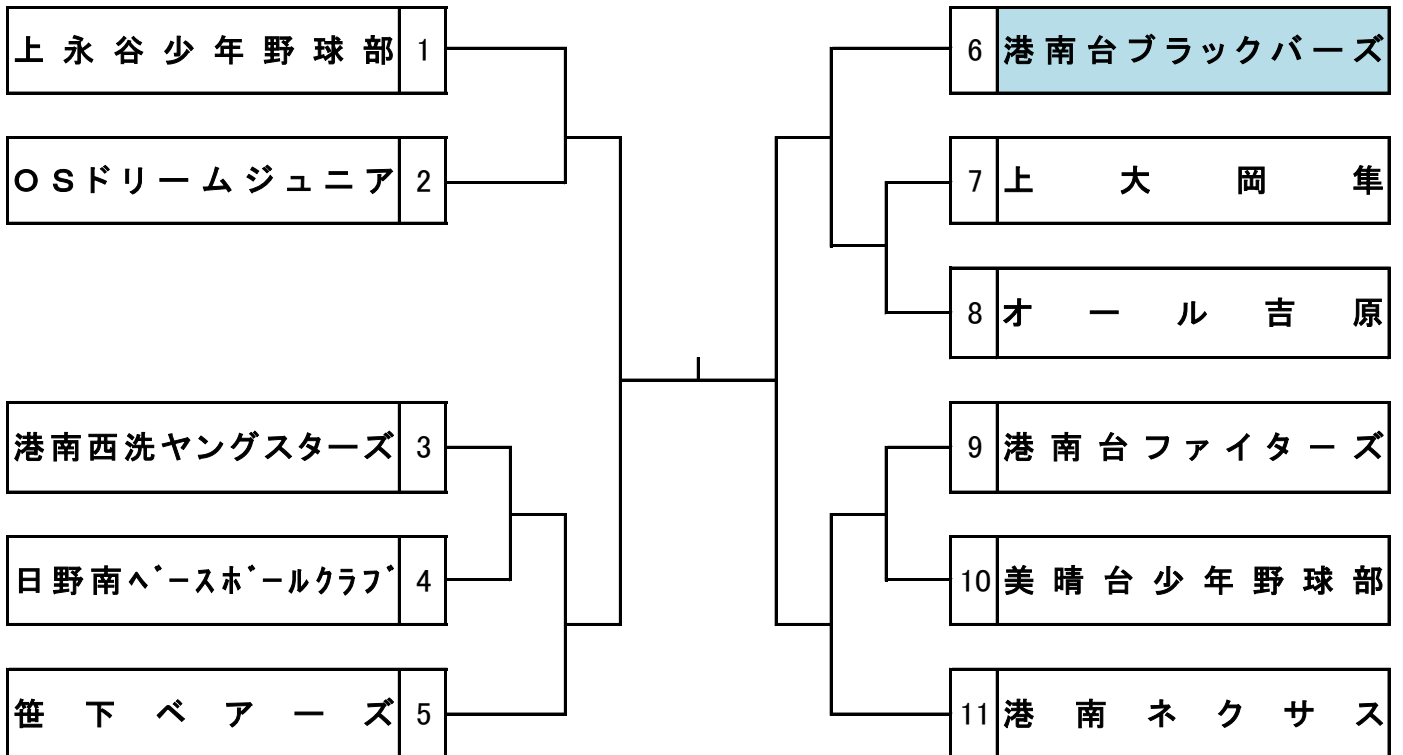 上永谷少年野球部 1
OSドリームジュニア 2
港南西洗ヤングスターズ 3
日野南ベースボールクラブ 4
笹下ベアーズ 5
6 港南台ブラックバーズ
7 上大岡隼
8 オール吉原
9 港南台ファイターズ
10 美晴台少年野球部
11 港南ネクサス